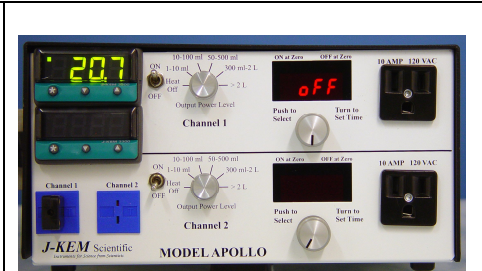 20.7
10-100 ml 50-500 ml
ON 1-10 ml 300 ml-2 L
Heat Off > 2 L
OFF
Output Power Level
Channel 1
ON at Zero OFF at Zero
oFF
Push to Select Turn to Set Time
10 AMP 120 VAC
10-100 ml 50-500 ml
ON 1-10 ml 300 ml-2 L
Heat Off > 2 L
OFF
Output Power Level
Channel 2
ON at Zero OFF at Zero
Push to Select Turn to Set Time
10 AMP 120 VAC
Channel 1 Channel 2
J-KEM Scientific
Instruments for Science from Scientists
MODEL APOLLO